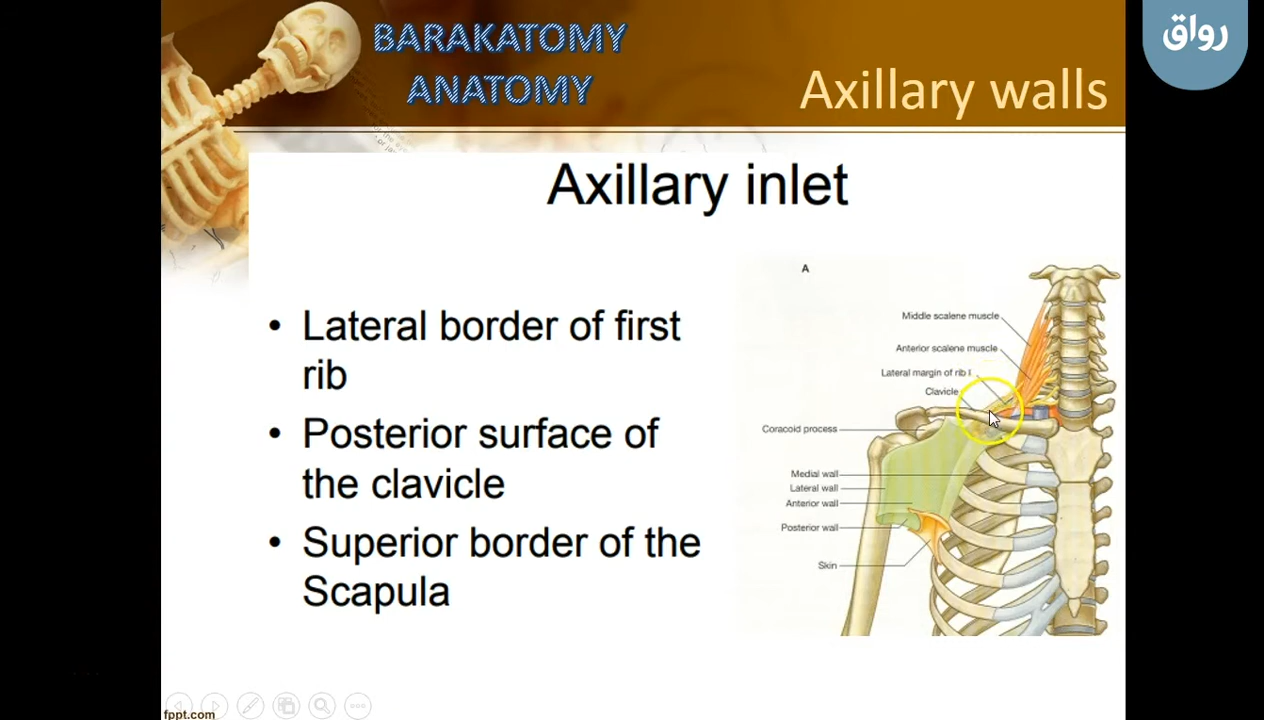 BARAKATOMY
ANATOMY
Axillary walls
رواق
Axillary inlet
• Lateral border of first
rib
• Posterior surface of
the clavicle
• Superior border of the
Scapula
A
Middle scalene muscle
Anterior scalene muscle
Lateral margin of rib I
Clavicle
Coracoid process
Medial wall
Lateral wall
Anterior wall
Posterior wall
Skin
fppt.com